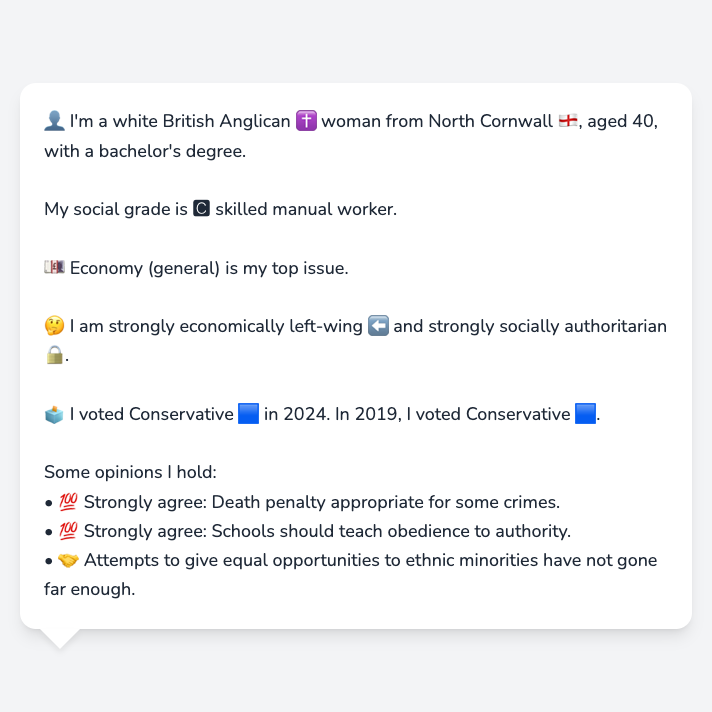 👤 I'm a white British Anglican ✝️ woman from North Cornwall 🏴󠁧󠁢󠁥󠁮󠁧󠁿, aged 40,
with a bachelor's degree.
My social grade is 🅲 skilled manual worker.
💷 Economy (general) is my top issue.
🤔 I am strongly economically left-wing ⬅️ and strongly socially authoritarian
🔒.
🗳️ I voted Conservative 🟦 in 2024. In 2019, I voted Conservative 🟦.
Some opinions I hold:
• 💯 Strongly agree: Death penalty appropriate for some crimes.
• 💯 Strongly agree: Schools should teach obedience to authority.
• 🤝 Attempts to give equal opportunities to ethnic minorities have not gone
far enough.